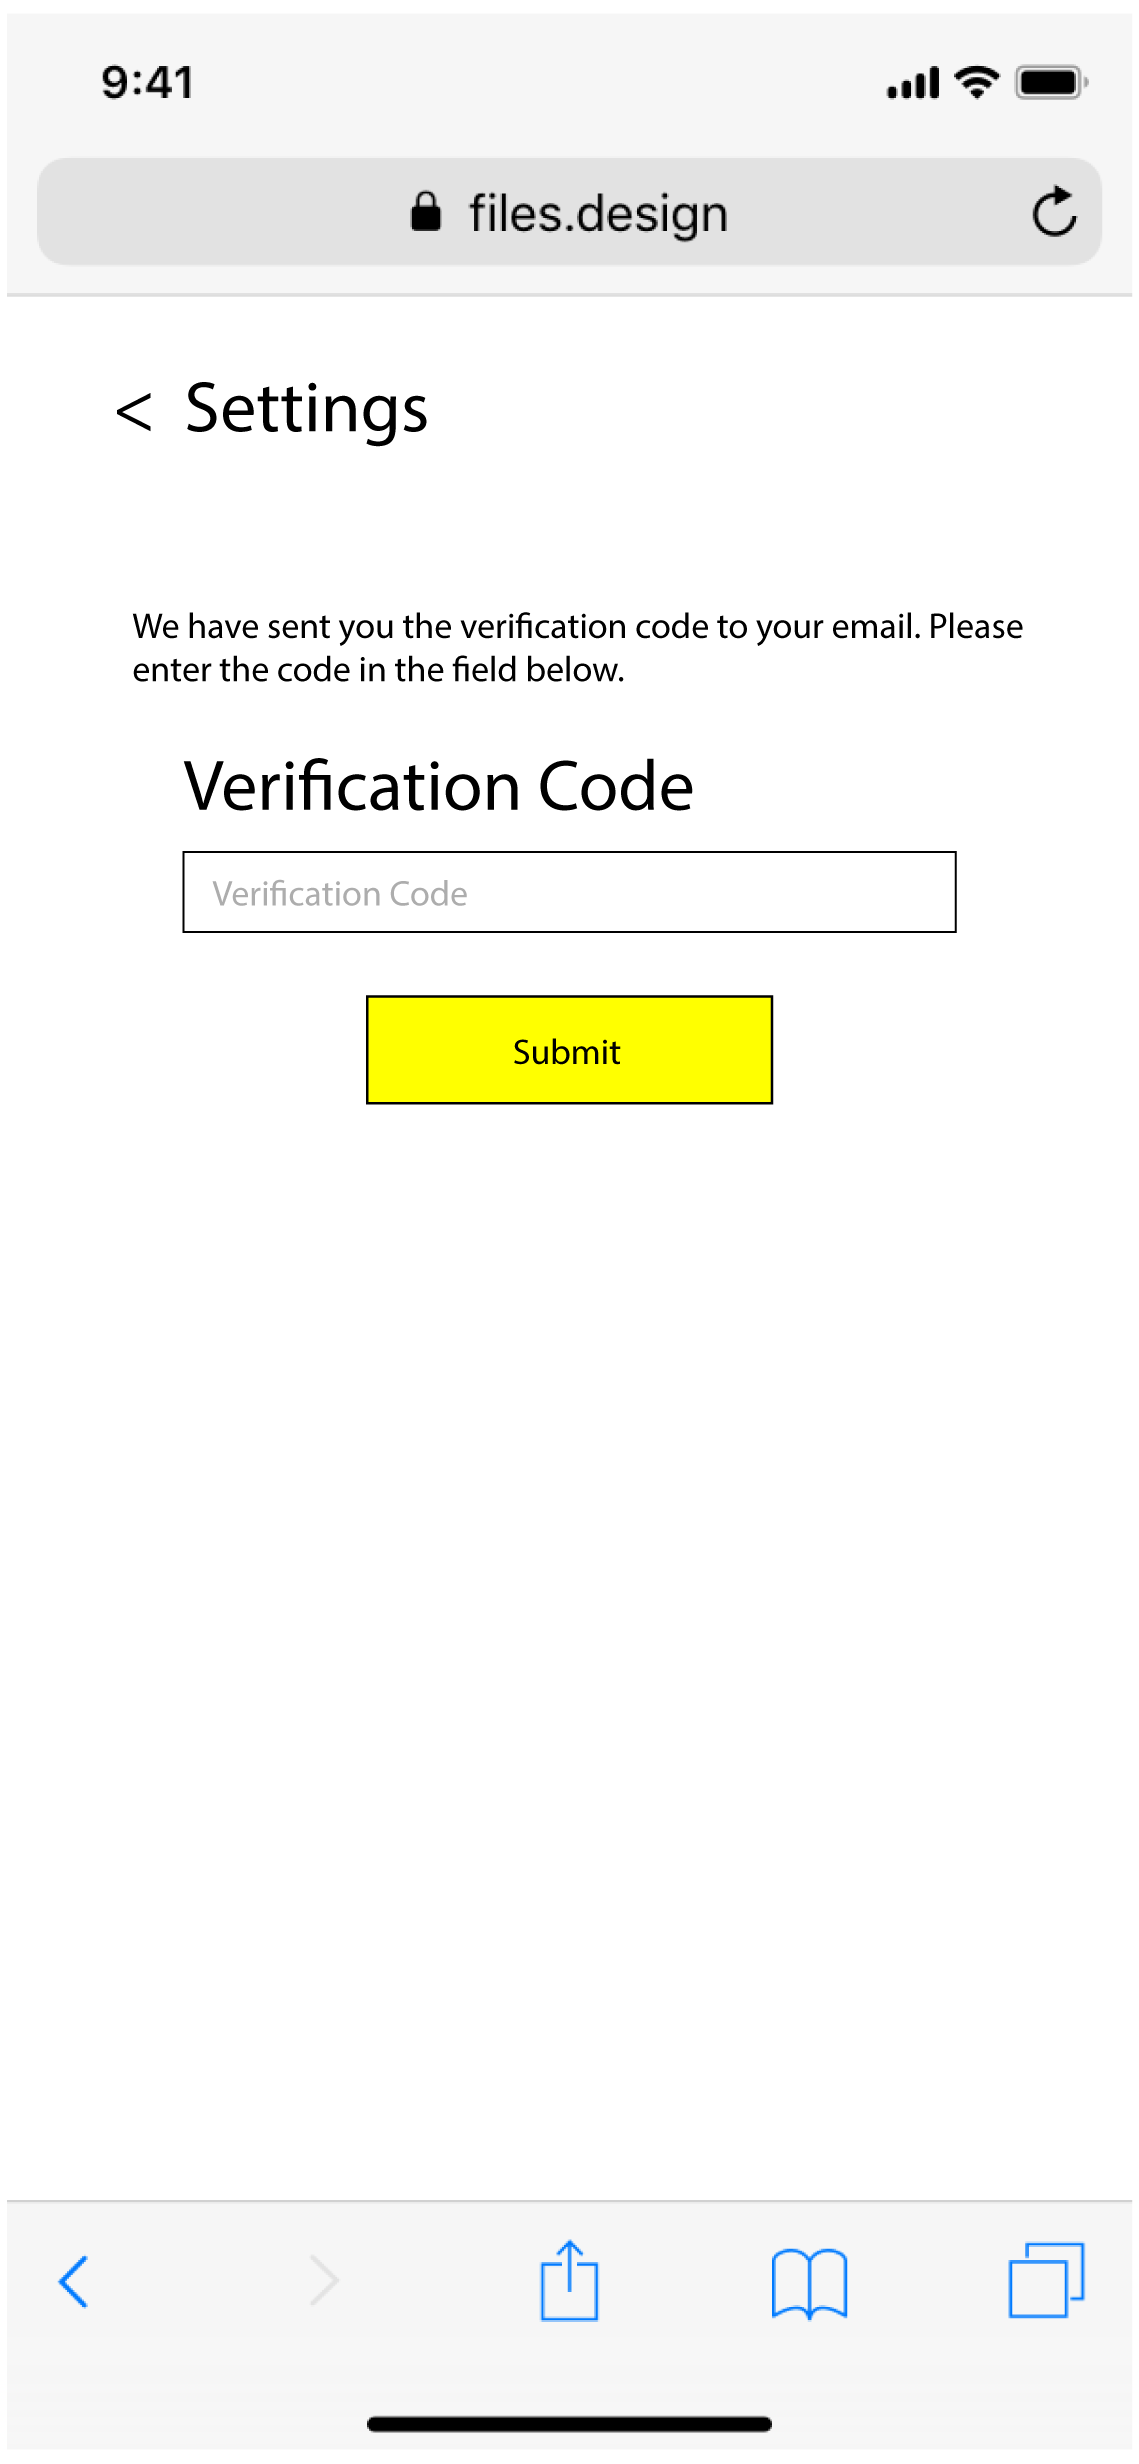 9:41
files.design
< Settings
We have sent you the verification code to your email. Please
enter the code in the field below.
Verification Code
Verification Code
Submit